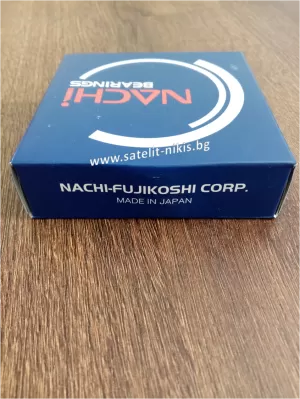 NACHi
BEARINGS
www.satelit-nikis.bg
NACHI-FUJIKOSHI CORP.
MADE IN JAPAN